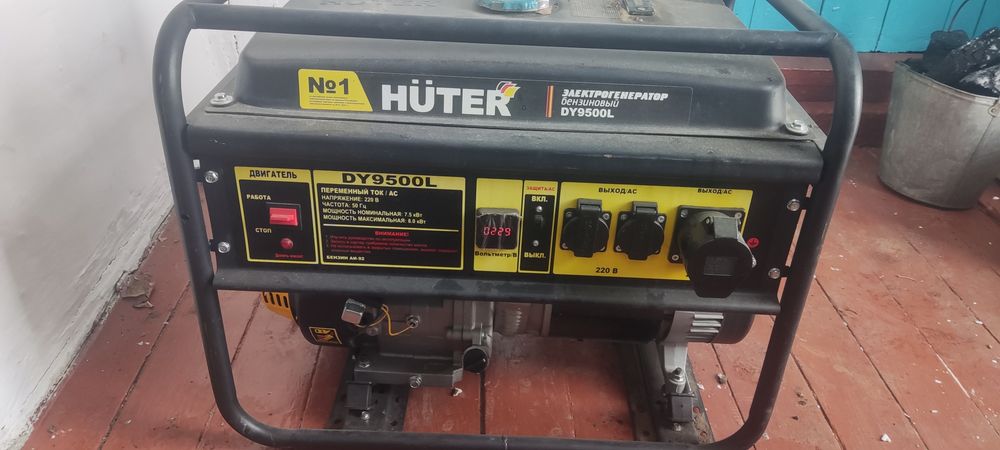 №1
HÜTER
ЭЛЕКТРОГЕНЕРАТОР
бензиновый
DY9500L
ДВИГАТЕЛЬ
РАБОТА
СТОП
DY9500L
ПЕРЕМЕННЫЙ ТОК / AC
НАПРЯЖЕНИЕ: 220 В
ЧАСТОТА: 50 Гц
МОЩНОСТЬ НОМИНАЛЬНАЯ: 7.5 кВт
МОЩНОСТЬ МАКСИМАЛЬНАЯ: 8.0 кВт
ВНИМАНИЕ!
БЕНЗИН АИ-92
0229
Вольтметр/В
ЗАЩИТА/AC
ВКЛ.
ВЫКЛ.
ВЫХОД/AC
ВЫХОД/AC
220 В